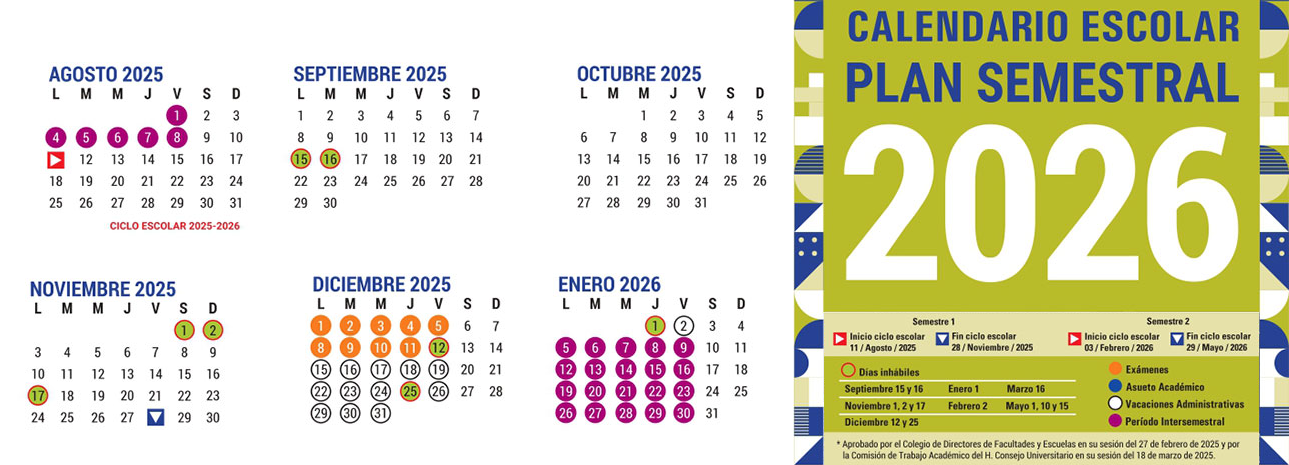 AGOSTO 2025
L M M J V S D
1 2 3
4 5 6 7 8 9 10
12 13 14 15 16 17
18 19 20 21 22 23 24
25 26 27 28 29 30 31
CICLO ESCOLAR 2025-2026
SEPTIEMBRE 2025
L M M J V S D
1 2 3 4 5 6 7
8 9 10 11 12 13 14
15 16 17 18 19 20 21
22 23 24 25 26 27 28
29 30
OCTUBRE 2025
L M M J V S D
1 2 3 4 5
6 7 8 9 10 11 12
13 14 15 16 17 18 19
20 21 22 23 24 25 26
27 28 29 30 31
NOVIEMBRE 2025
L M M J V S D
1 2
3 4 5 6 7 8 9
10 11 12 13 14 15 16
17 18 19 20 21 22 23
24 25 26 27 29 30
DICIEMBRE 2025
L M M J V S D
1 2 3 4 5 6 7
8 9 10 11 12 13 14
15 16 17 18 19 20 21
22 23 24 25 26 27 28
29 30 31
ENERO 2026
L M M J V S D
1 2 3 4
5 6 7 8 9 10 11
12 13 14 15 16 17 18
19 20 21 22 23 24 25
26 27 28 29 30 31
CALENDARIO ESCOLAR
PLAN SEMESTRAL
2026
Semestre 1
Inicio ciclo escolar
11 / Agosto / 2025
Fin ciclo escolar
28 / Noviembre / 2025
Semestre 2
Inicio ciclo escolar
03 / Febrero / 2026
Fin ciclo escolar
29 / Mayo / 2026
Dias inhábiles
Septiembre 15 y 16 Enero 1 Marzo 16
Noviembre 1, 2 y 17 Febrero 2 Mayo 1, 10 y 15
Diciembre 12 y 25
Exámenes
Asueto Académico
Vacaciones Administrativas
Período Intersemestral
* Aprobado por el Colegio de Directores de Facultades y Escuelas en su sesión del 27 de febrero de 2025 y por
la Comisión de Trabajo Académico del H. Consejo Universitario en su sesión del 18 de marzo de 2025.